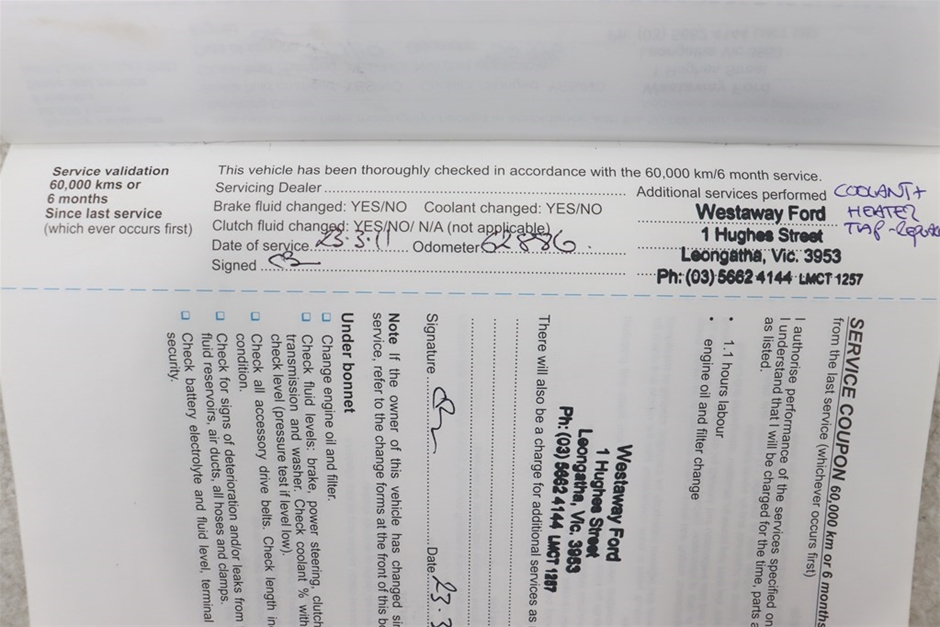 Service validation
60,000 kms or
6 months
Since last service
(which ever occurs first)
This vehicle has been thoroughly checked in accordance with the 60,000 km/6 month service.
Servicing Dealer
Additional services performed COOLANT+
HEATER
TAP-
Brake fluid changed: YES/NO Coolant changed: YES/NO
Clutch fluid changed: YES/NO/ N/A (not applicable)
Date of service 23.3.11 Odometer 62886.
Signed
Westaway Ford
1 Hughes Street
Leongatha, Vic. 3953
Ph: (03) 5662 4144 LMCT 1257
SERVICE COUPON 60,000 km or 6 months
from the last service (whichever occurs first)
I authorise performance of the services specified on
I understand that I will be charged for the time, parts a
as listed.
• 1.1 hours labour
• engine oil and filter change
Westaway Ford
1 Hughes Street
Leongatha, Vic. 3953
Ph: (03) 5662 4144 LMCT 1257
There will also be a charge for additional services as
Signature
Date 23.3
Note If the owner of this vehicle has changed si
service, refer to the change forms at the front of this b
Under bonnet
Change engine oil and filter.
Check fluid levels: brake, power steering, clutch
transmission and washer. Check coolant % with
check level (pressure test if level low).
Check all accessory drive belts. Check length in
condition.
Check for signs of deterioration and/or leaks from
fluid reservoirs, air ducts, all hoses and clamps.
Check battery electrolyte and fluid level, terminal
security.